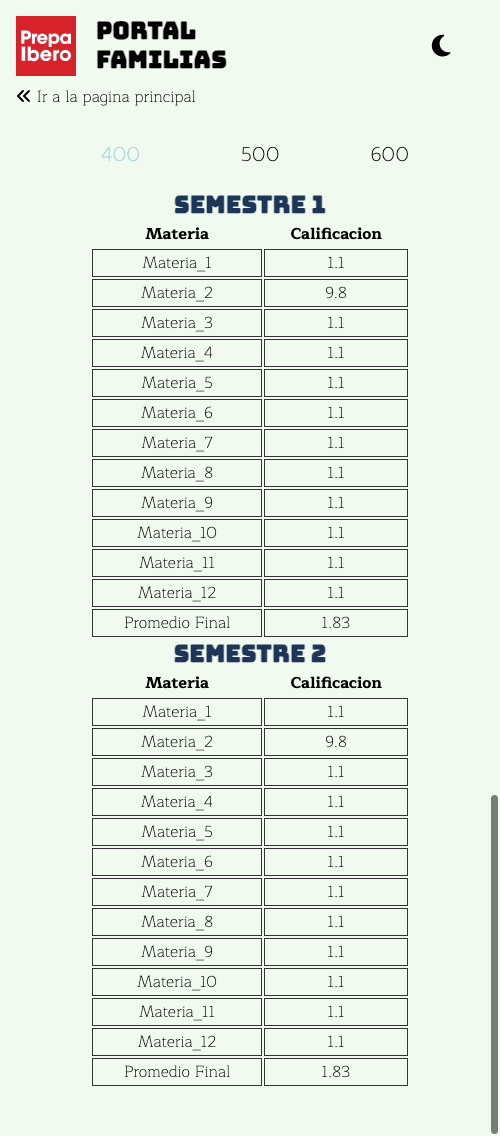 Prepa
Ibero
PORTAL
FAMILIAS
Ir a la pagina principal
400 500 600
SEMESTRE 1
Materia Calificacion
Materia_1 1.1
Materia_2 9.8
Materia_3 1.1
Materia_4 1.1
Materia_5 1.1
Materia_6 1.1
Materia_7 1.1
Materia_8 1.1
Materia_9 1.1
Materia_10 1.1
Materia_11 1.1
Materia_12 1.1
Promedio Final 1.83
SEMESTRE 2
Materia Calificacion
Materia_1 1.1
Materia_2 9.8
Materia_3 1.1
Materia_4 1.1
Materia_5 1.1
Materia_6 1.1
Materia_7 1.1
Materia_8 1.1
Materia_9 1.1
Materia_10 1.1
Materia_11 1.1
Materia_12 1.1
Promedio Final 1.83